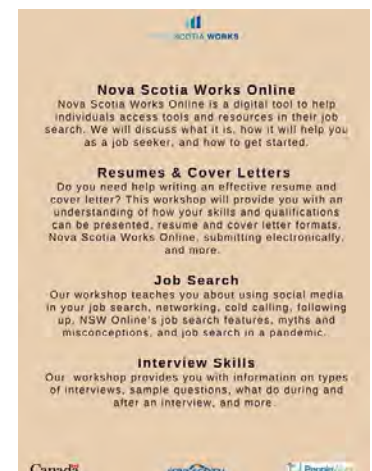 SCOTIA WORKS
Nova Scotia Works Online
Nova Scotia Works Online is a digital tool to help
individuals access tools and resources in their job
search. We will discuss what it is, how it will help you
as a job seeker, and how to get started.
Resumes & Cover Letters
Do you need help writing an effective resume and
cover letter? This workshop will provide you with an
understanding of how your skills and qualifications
can be presented, resume and cover letter formats,
Nova Scotia Works Online, submitting electronically,
and more.
Job Search
Our workshop teaches you about using social media
in your job search, networking, cold calling, following
up, NSW Online's job search features, myths and
misconceptions, and job search in a pandemic.
Interview Skills
Our workshop provides you with information on types
of interviews, sample questions, what do during and
after an interview, and more.
Canada